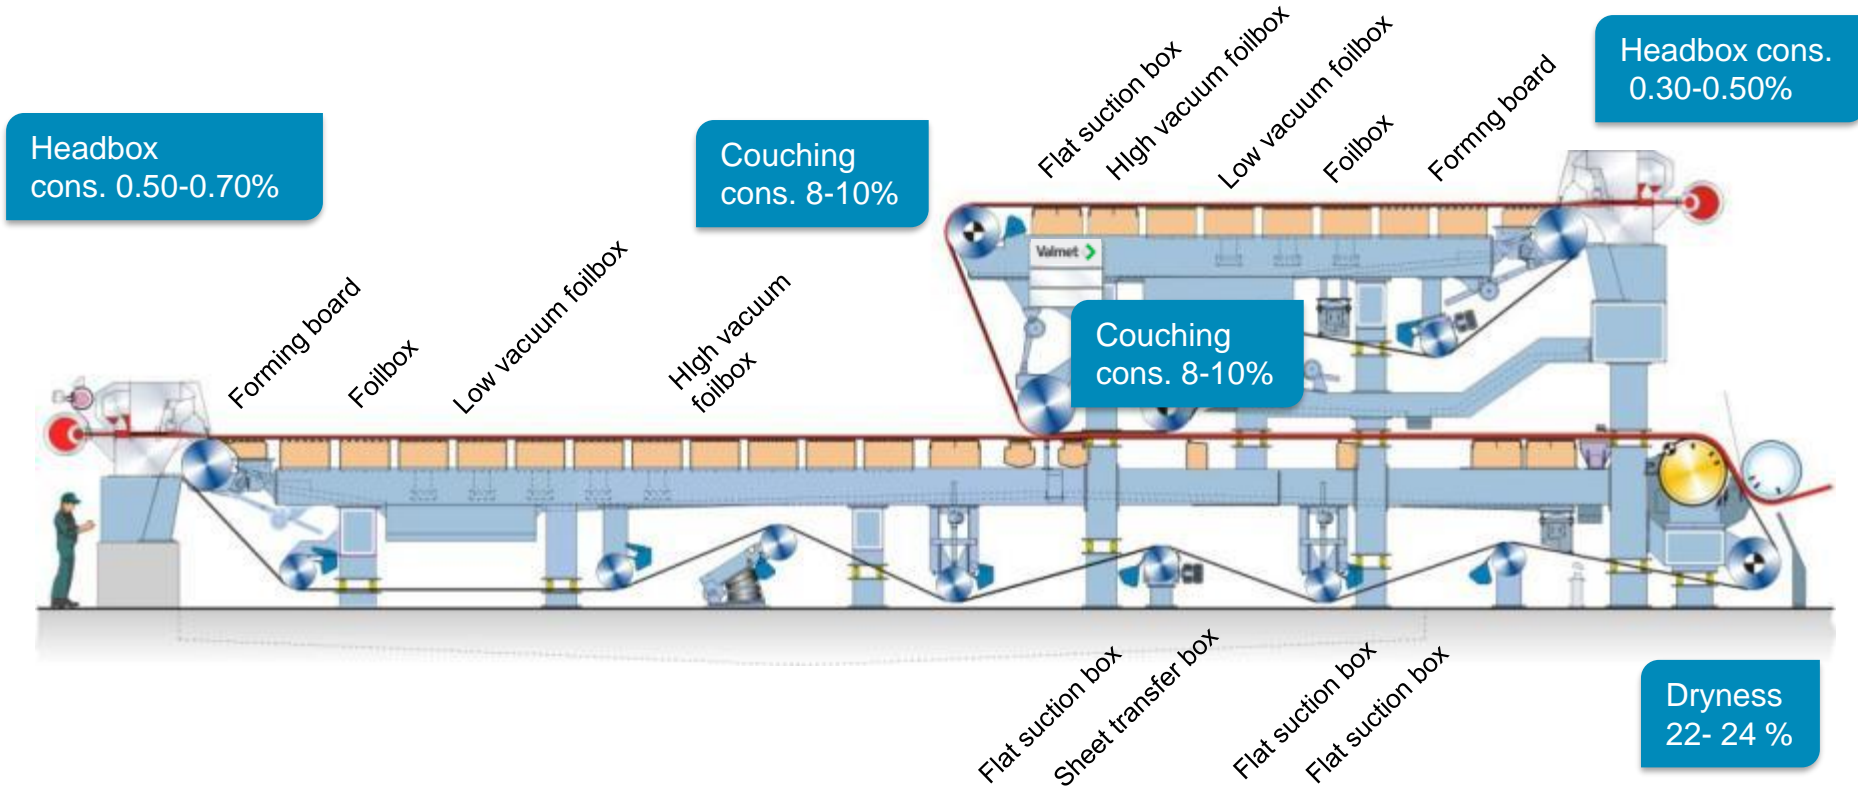 Headbox cons.
0.30-0.50%
Flat suction box
HIgh vacuum foilbox
Low vacuum foilbox
Foilbox
Formng board
Headbox
cons. 0.50-0.70%
Couching
cons. 8-10%
Valmet
Couching
cons. 8-10%
Forming board
Foilbox
Low vacuum foilbox
HIgh vacuum
foilbox
Flat suction box
Sheet transfer box
Flat suction box
Flat suction box
Dryness
22- 24 %